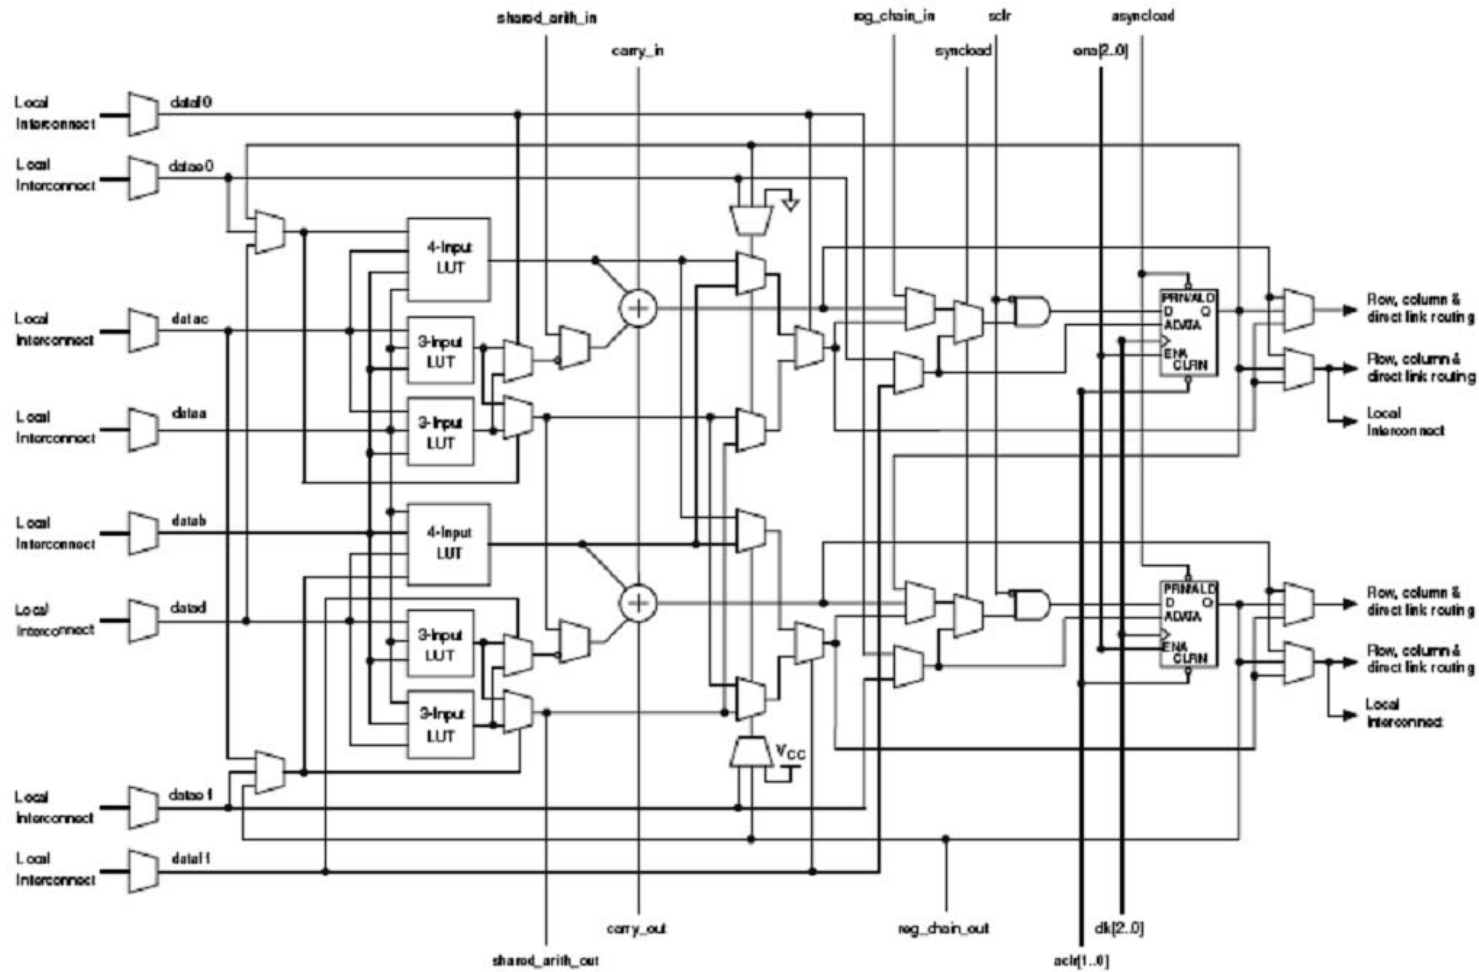 shared_arith_in
carry_in
reg_chain_in
sclr
syncload
asyncload
ena[2..0]
Local
Interconnect
dataf0
Local
Interconnect
datae0
Local
Interconnect
datac
Local
Interconnect
dataa
Local
Interconnect
datab
Local
Interconnect
datad
Local
Interconnect
datae1
Local
Interconnect
dataf1
4-Input
LUT
3-Input
LUT
3-Input
LUT
4-Input
LUT
3-Input
LUT
3-Input
LUT
+
+
VCC
PRN/ALD
D Q
ADATA
ENA
CLRN
PRN/ALD
D Q
ADATA
ENA
CLRN
Row, column &
direct link routing
Row, column &
direct link routing
Local
Interconnect
Row, column &
direct link routing
Row, column &
direct link routing
Local
Interconnect
shared_arith_out
carry_out
reg_chain_out
clk[2..0]
aclr[1..0]